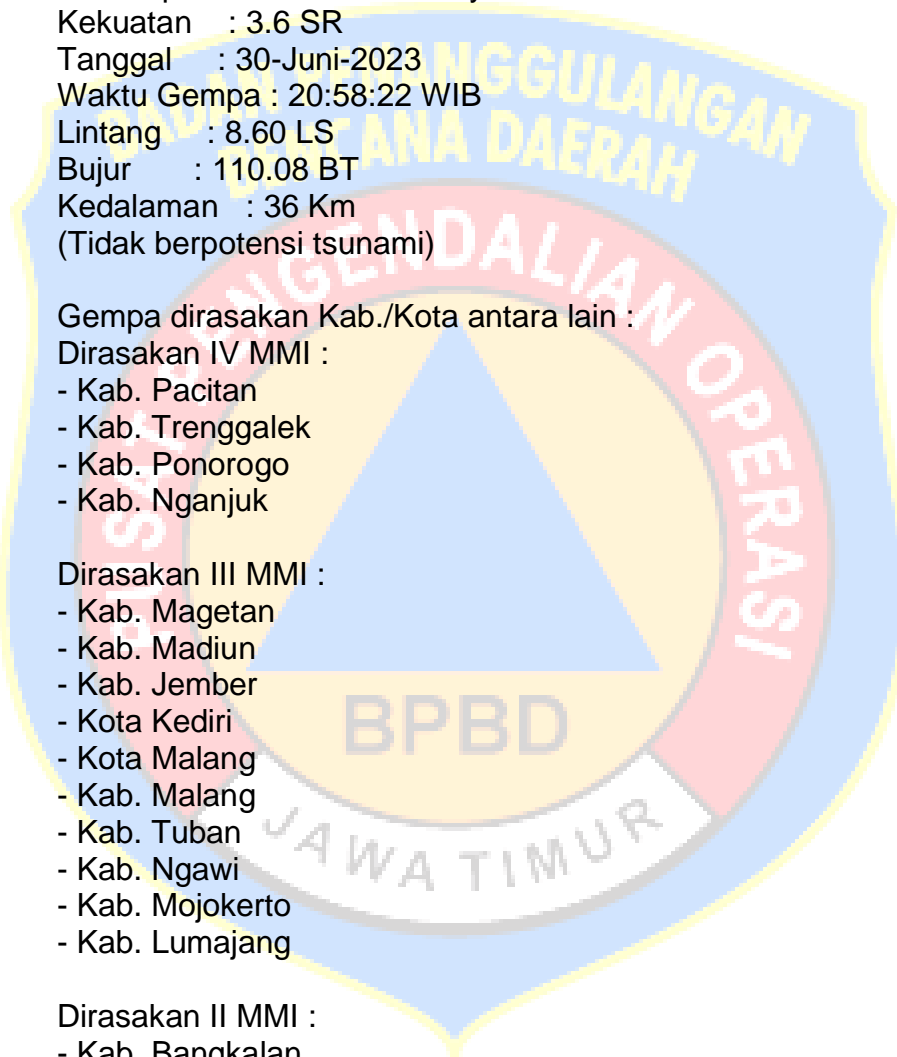 Kekuatan : 3.6 SR
Tanggal : 30-Juni-2023
Waktu Gempa : 20:58:22 WIB
Lintang : 8.60 LS
Bujur : 110.08 BT
Kedalaman : 36 Km
(Tidak berpotensi tsunami)
Gempa dirasakan Kab./Kota antara lain :
Dirasakan IV MMI :
- Kab. Pacitan
- Kab. Trenggalek
- Kab. Ponorogo
- Kab. Nganjuk
Dirasakan III MMI :
- Kab. Magetan
- Kab. Madiun
- Kab. Jember
- Kota Kediri
- Kota Malang
- Kab. Malang
- Kab. Tuban
- Kab. Ngawi
- Kab. Mojokerto
- Kab. Lumajang
Dirasakan II MMI :
- Kab. Bangkalan
BADAN PENANGGULANGAN
BENCANA DAERAH
PUSAT PENGENDALIAN OPERASI
BPBD
JAWA TIMUR